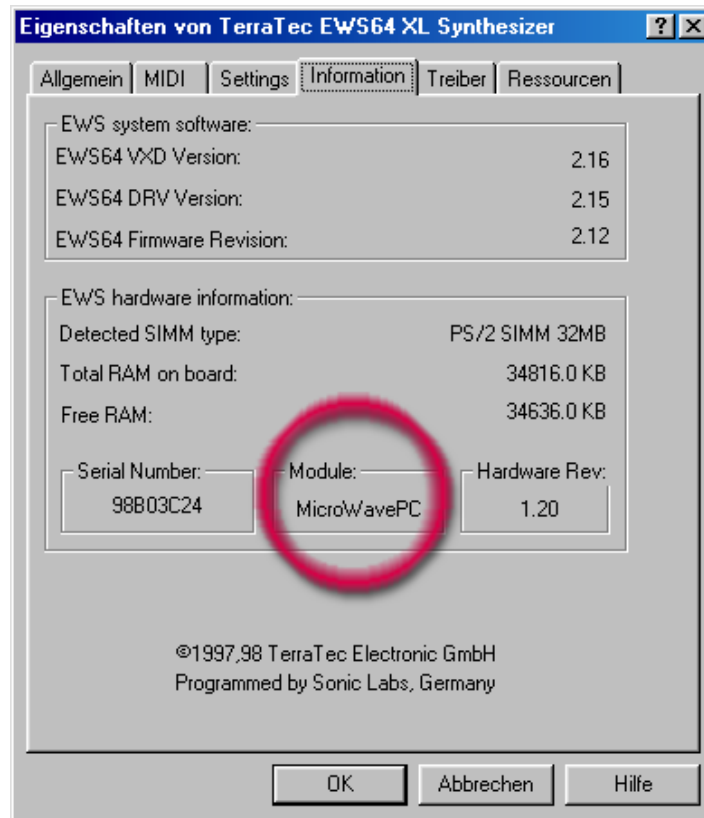 Eigenschaften von TerraTec EWS64 XL Synthesizer
Allgemein MIDI Settings Information Treiber Ressourcen
EWS system software:
EWS64 VXD Version: 2.16
EWS64 DRV Version: 2.15
EWS64 Firmware Revision: 2.12
EWS hardware information:
Detected SIMM type: PS/2 SIMM 32MB
Total RAM on board: 34816.0 KB
Free RAM: 34636.0 KB
Serial Number: Module: Hardware Rev:
98B03C24 MicroWavePC 1.20
©1997,98 TerraTec Electronic GmbH
Programmed by Sonic Labs, Germany
OK Abbrechen Hilfe